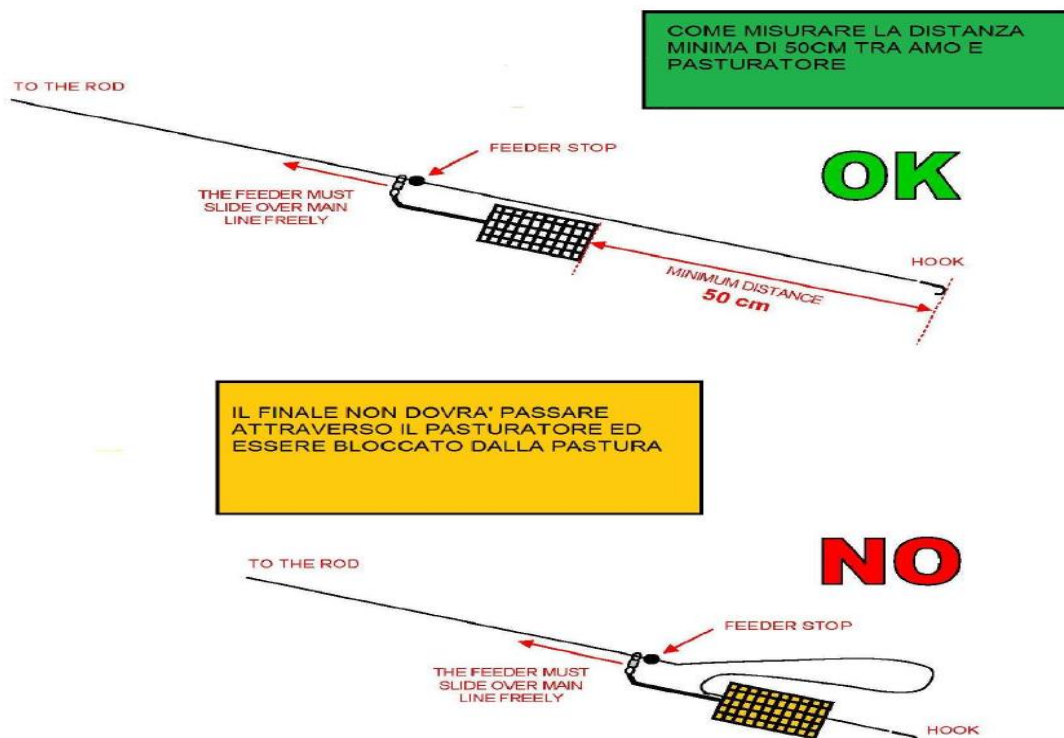 COME MISURARE LA DISTANZA
MINIMA DI 50CM TRA AMO E
PASTURATORE
TO THE ROD
FEEDER STOP
OK
THE FEEDER MUST
SLIDE OVER MAIN
LINE FREELY
HOOK
MINIMUM DISTANCE
50 cm
IL FINALE NON DOVRA' PASSARE
ATTRAVERSO IL PASTURATORE ED
ESSERE BLOCCATO DALLA PASTURA
NO
TO THE ROD
FEEDER STOP
THE FEEDER MUST
SLIDE OVER MAIN
LINE FREELY
HOOK